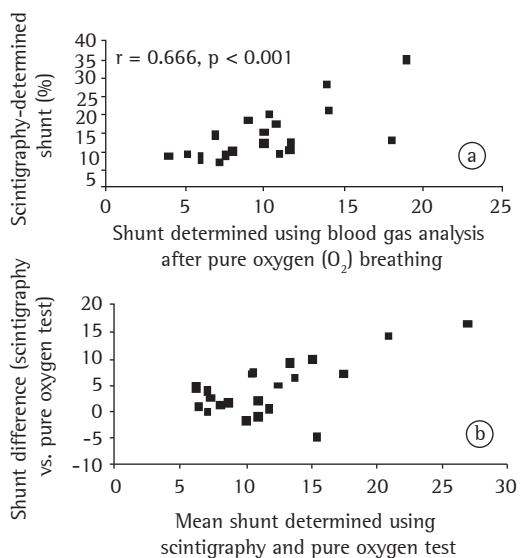 Scintigraphy-determined
shunt (%)
40
35
30
25
20
15
10
5
r = 0.666, p < 0.001
a
0
5
10
15
20
25
Shunt determined using blood gas analysis
after pure oxygen (O₂) breathing
Shunt difference (scintigraphy
vs. pure oxygen test)
20
15
10
5
0
-5
-10
b
0
5
10
15
20
25
30
Mean shunt determined using
scintigraphy and pure oxygen test